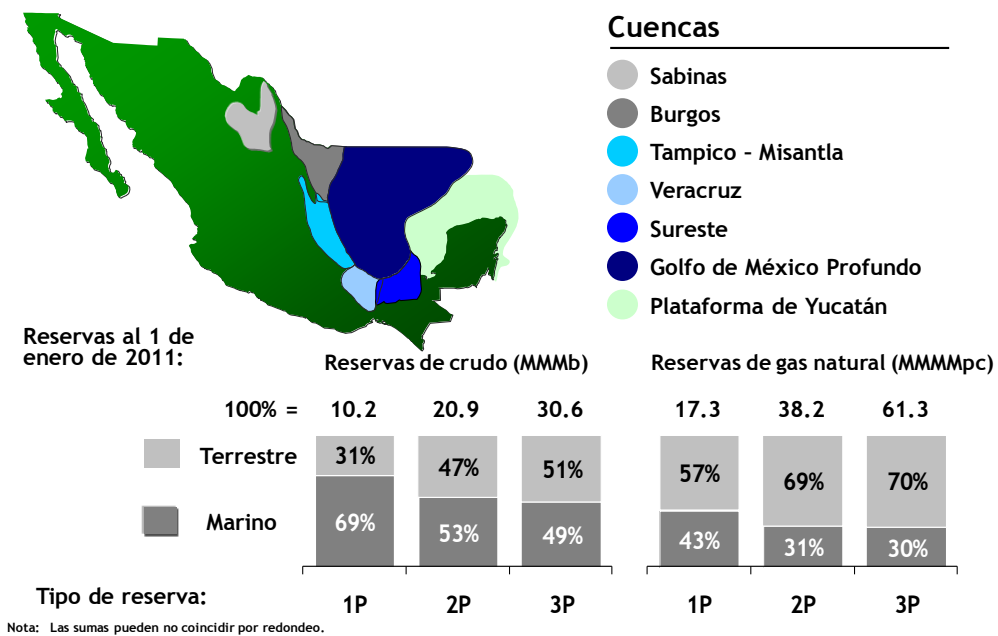 Cuencas
Sabinas
Burgos
Tampico - Misantla
Veracruz
Sureste
Golfo de México Profundo
Plataforma de Yucatán
Reservas al 1 de
enero de 2011:
Reservas de crudo (MMMb)
Reservas de gas natural (MMMMpc)
100% = 10.2 20.9 30.6 17.3 38.2 61.3
Terrestre 31% 47% 51% 57% 69% 70%
Marino 69% 53% 49% 43% 31% 30%
Tipo de reserva: 1P 2P 3P 1P 2P 3P
Nota: Las sumas pueden no coincidir por redondeo.